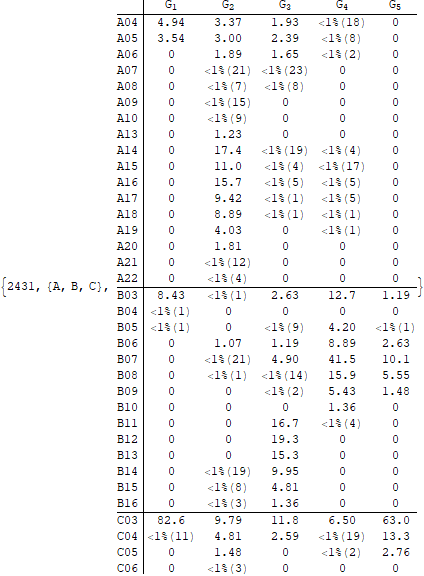 G1 G2 G3 G4 G5
A04 4.94 3.37 1.93 <1%(18) 0
A05 3.54 3.00 2.39 <1%(8) 0
A06 0 1.89 1.65 <1%(2) 0
A07 0 <1%(21) <1%(23) 0 0
A08 0 <1%(7) <1%(8) 0 0
A09 0 <1%(15) 0 0 0
A10 0 <1%(9) 0 0 0
A13 0 1.23 0 0 0
A14 0 17.4 <1%(19) <1%(4) 0
A15 0 11.0 <1%(4) <1%(17) 0
A16 0 15.7 <1%(5) <1%(5) 0
A17 0 9.42 <1%(1) <1%(5) 0
A18 0 8.89 <1%(1) <1%(1) 0
A19 0 4.03 0 <1%(1) 0
A20 0 1.81 0 0 0
A21 0 <1%(12) 0 0 0
A22 0 <1%(4) 0 0 0
{2431, {A, B, C}, B03 8.43 <1%(1) 2.63 12.7 1.19 }
B04 <1%(1) 0 0 0 0
B05 <1%(1) 0 <1%(9) 4.20 <1%(1)
B06 0 1.07 1.19 8.89 2.63
B07 0 <1%(21) 4.90 41.5 10.1
B08 0 <1%(1) <1%(14) 15.9 5.55
B09 0 0 <1%(2) 5.43 1.48
B10 0 0 0 1.36 0
B11 0 0 16.7 <1%(4) 0
B12 0 0 19.3 0 0
B13 0 0 15.3 0 0
B14 0 <1%(19) 9.95 0 0
B15 0 <1%(8) 4.81 0 0
B16 0 <1%(3) 1.36 0 0
C03 82.6 9.79 11.8 6.50 63.0
C04 <1%(11) 4.81 2.59 <1%(19) 13.3
C05 0 1.48 0 <1%(2) 2.76
C06 0 <1%(3) 0 0 0